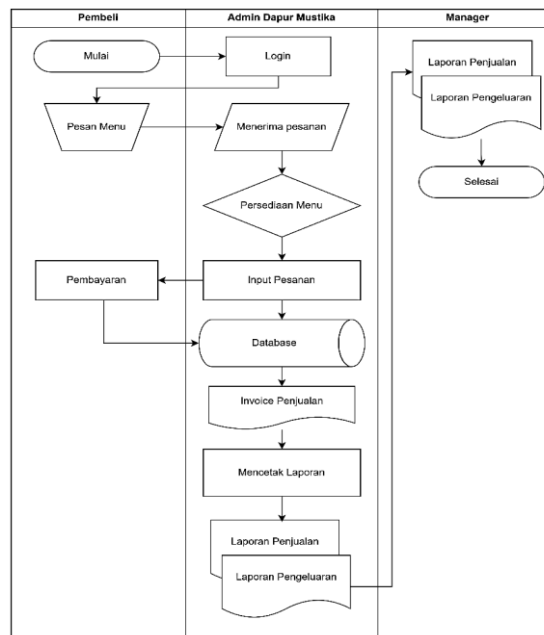 Pembeli
Admin Dapur Mustika
Manager
Mulai
Login
Laporan Penjualan
Laporan Pengeluaran
Pesan Menu
Menerima pesanan
Selesai
Persediaan Menu
Pembayaran
Input Pesanan
Database
Invoice Penjualan
Mencetak Laporan
Laporan Penjualan
Laporan Pengeluaran